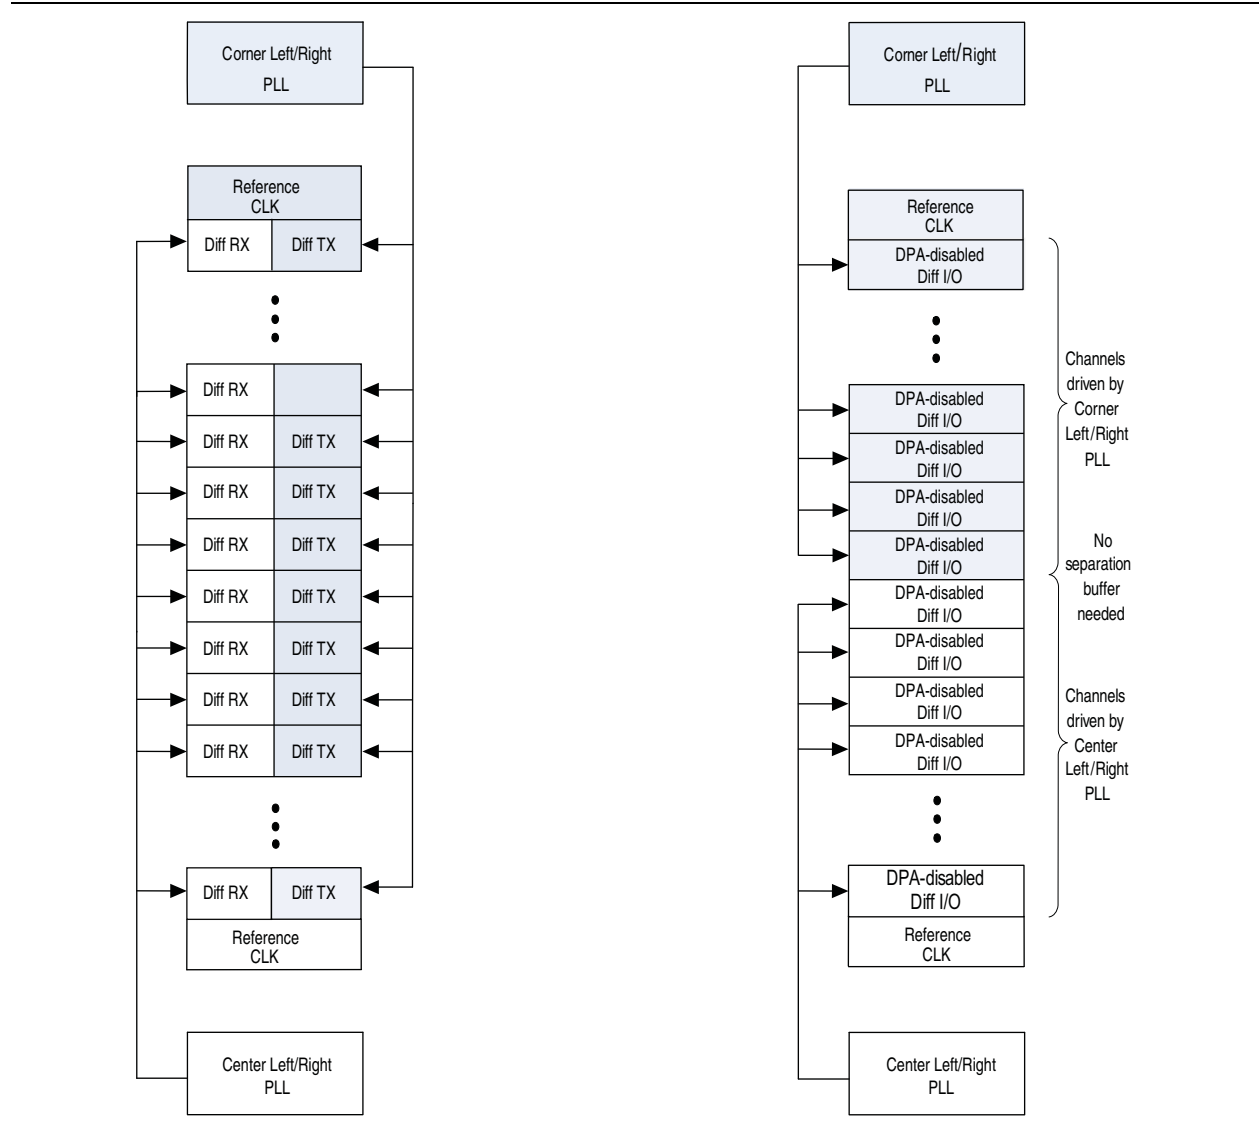 Corner Left/Right
PLL
Reference
CLK
Diff RX
Diff TX
Diff RX
Diff RX
Diff TX
Diff RX
Diff TX
Diff RX
Diff TX
Diff RX
Diff TX
Diff RX
Diff TX
Diff RX
Diff TX
Diff RX
Diff TX
Diff RX
Diff TX
Reference
CLK
Center Left/Right
PLL
Corner Left/Right
PLL
Reference
CLK
DPA-disabled
Diff I/O
DPA-disabled
Diff I/O
DPA-disabled
Diff I/O
DPA-disabled
Diff I/O
DPA-disabled
Diff I/O
DPA-disabled
Diff I/O
DPA-disabled
Diff I/O
DPA-disabled
Diff I/O
DPA-disabled
Diff I/O
DPA-disabled
Diff I/O
Reference
CLK
Center Left/Right
PLL
Channels
driven by
Corner
Left/Right
PLL
No
separation
buffer
needed
Channels
driven by
Center
Left/Right
PLL